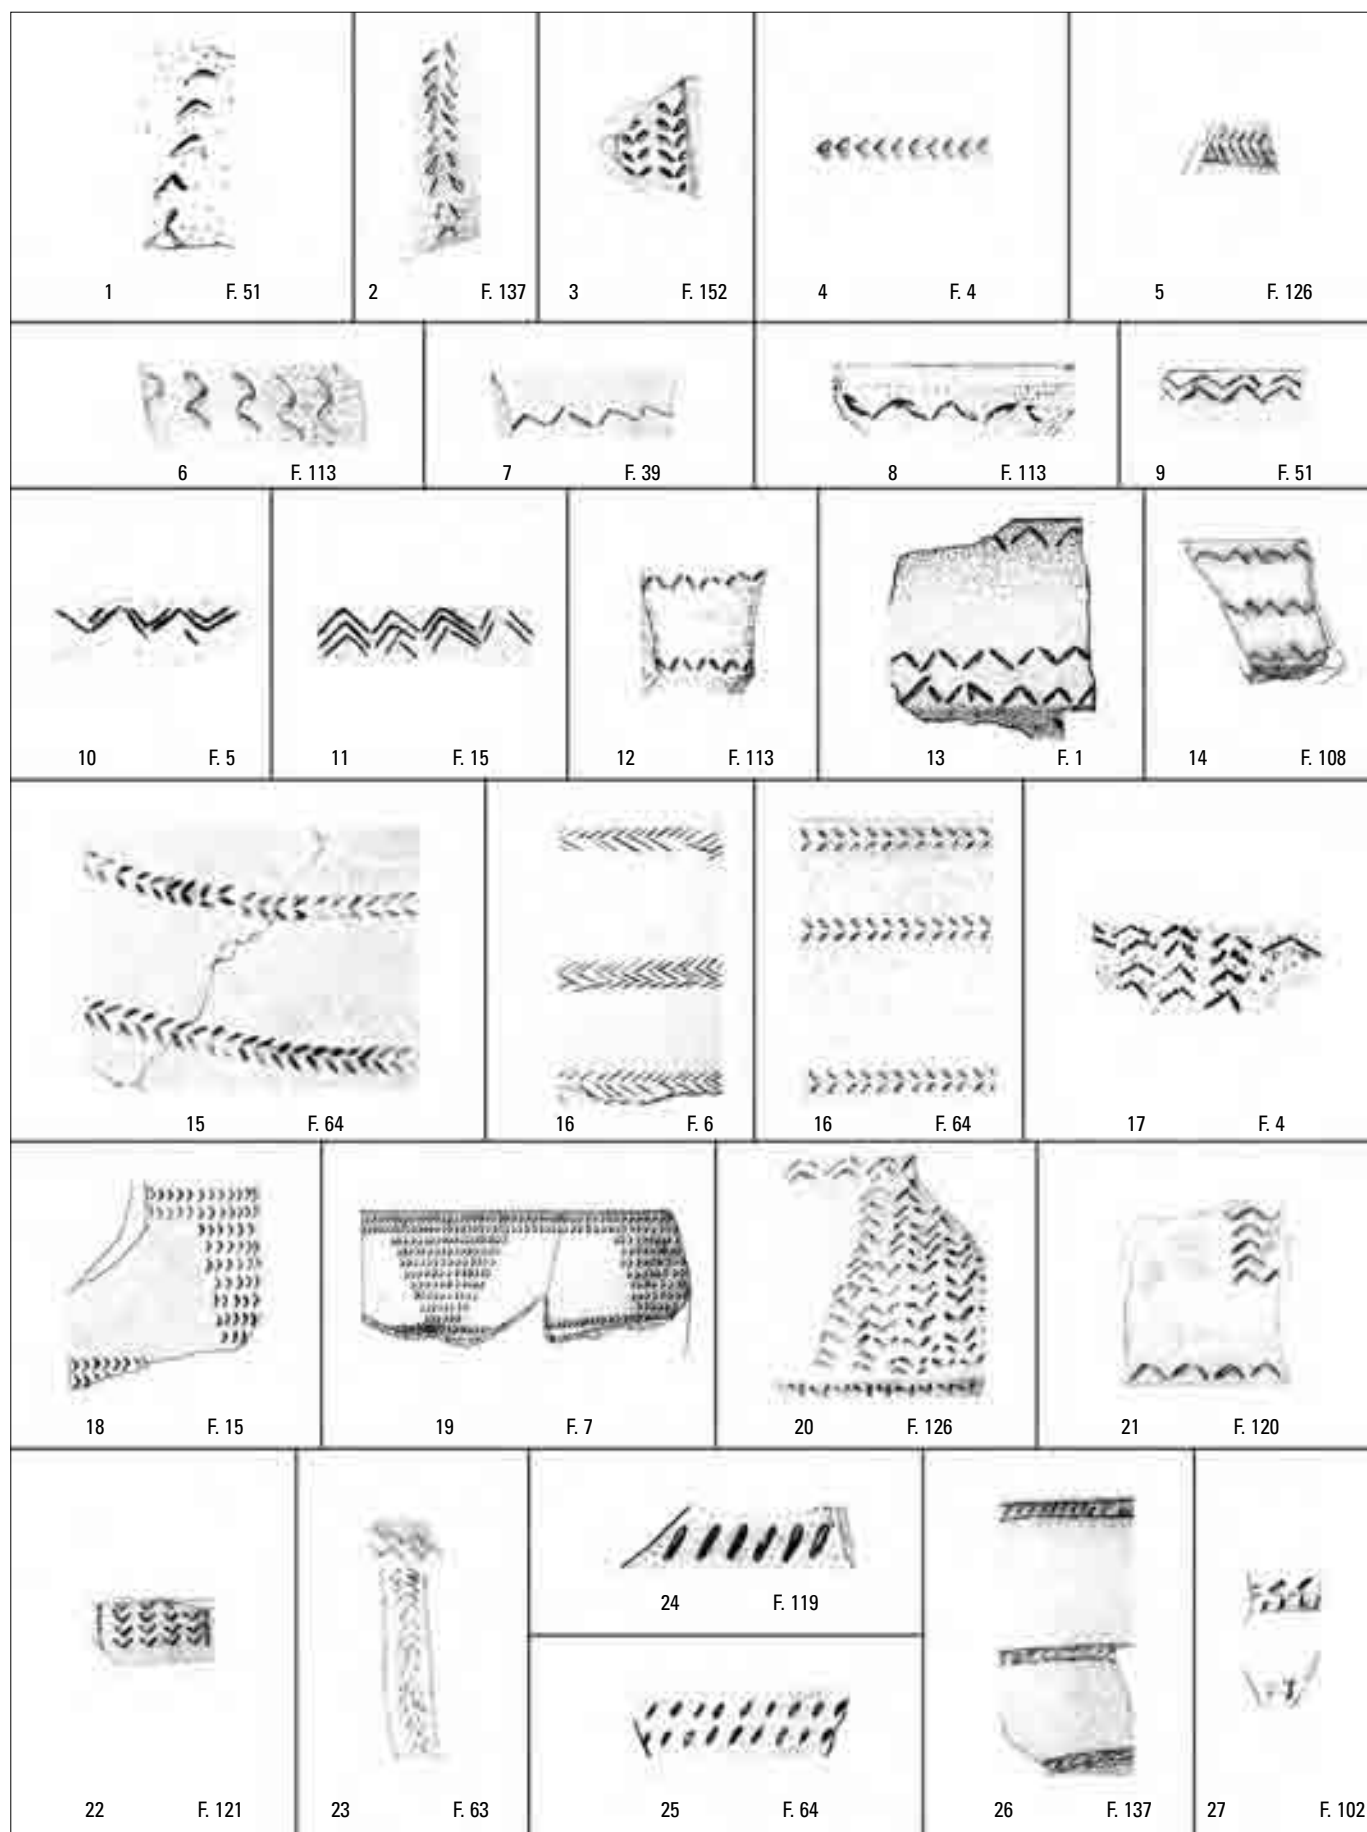 1 F. 51 2 F. 137 3 F. 152 4 F. 4 5 F. 126
6 F. 113 7 F. 39 8 F. 113 9 F. 51
10 F. 5 11 F. 15 12 F. 113 13 F. 1 14 F. 108
15 F. 64 16 F. 6 16 F. 64 17 F. 4
18 F. 15 19 F. 7 20 F. 126 21 F. 120
24 F. 119
22 F. 121 23 F. 63 25 F. 64 26 F. 137 27 F. 102